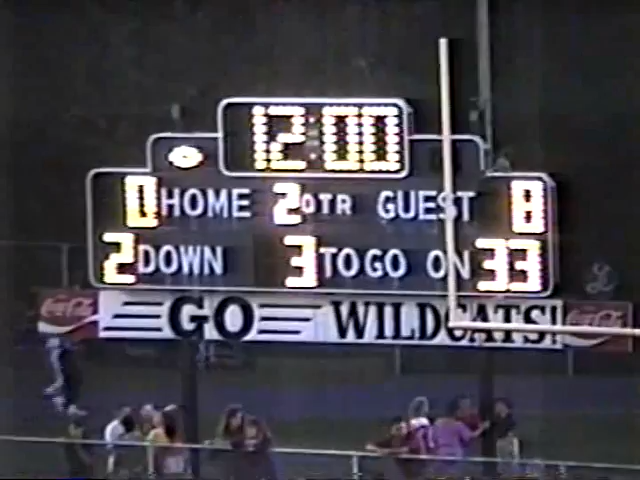 12:00
0 HOME 2 QTR GUEST 8
2 DOWN 3 TO GO ON 33
Coca-Cola GO WILDCATS! Coca-Cola